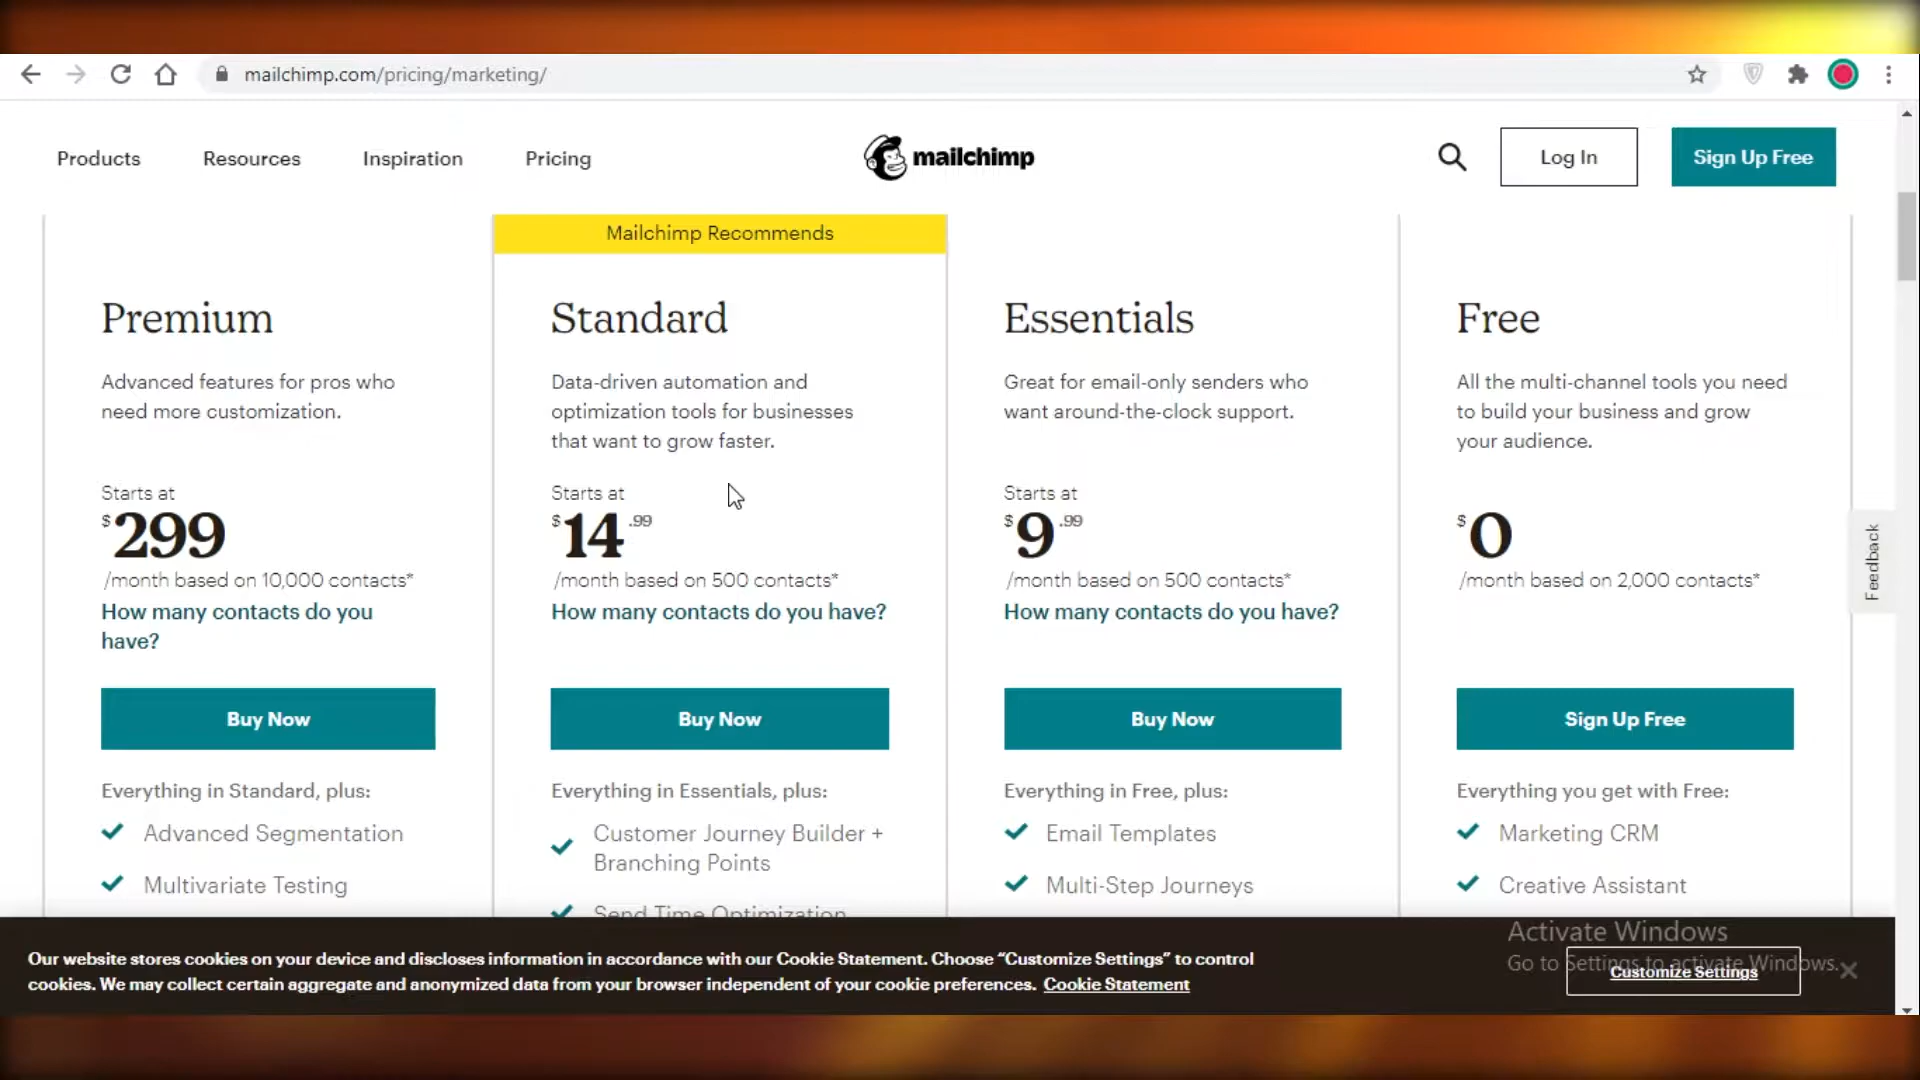 mailchimp.com/pricing/marketing/
Products Resources Inspiration Pricing mailchimp Log In Sign Up Free
Mailchimp Recommends
Premium
Advanced features for pros who
need more customization.
Starts at
$299
/month based on 10,000 contacts*
How many contacts do you
have?
Buy Now
Everything in Standard, plus:
Advanced Segmentation
Multivariate Testing
Standard
Data-driven automation and
optimization tools for businesses
that want to grow faster.
Starts at
$14.99
/month based on 500 contacts*
How many contacts do you have?
Buy Now
Everything in Essentials, plus:
Customer Journey Builder +
Branching Points
Send Time Optimization
Essentials
Great for email-only senders who
want around-the-clock support.
Starts at
$9.99
/month based on 500 contacts*
How many contacts do you have?
Buy Now
Everything in Free, plus:
Email Templates
Multi-Step Journeys
Free
All the multi-channel tools you need
to build your business and grow
your audience.
$0
/month based on 2,000 contacts*
Sign Up Free
Everything you get with Free:
Marketing CRM
Creative Assistant
Feedback
Our website stores cookies on your device and discloses information in accordance with our Cookie Statement. Choose “Customize Settings” to control
cookies. We may collect certain aggregate and anonymized data from your browser independent of your cookie preferences. Cookie Statement
Customize Settings
Activate Windows
Go to Settings to activate Windows.